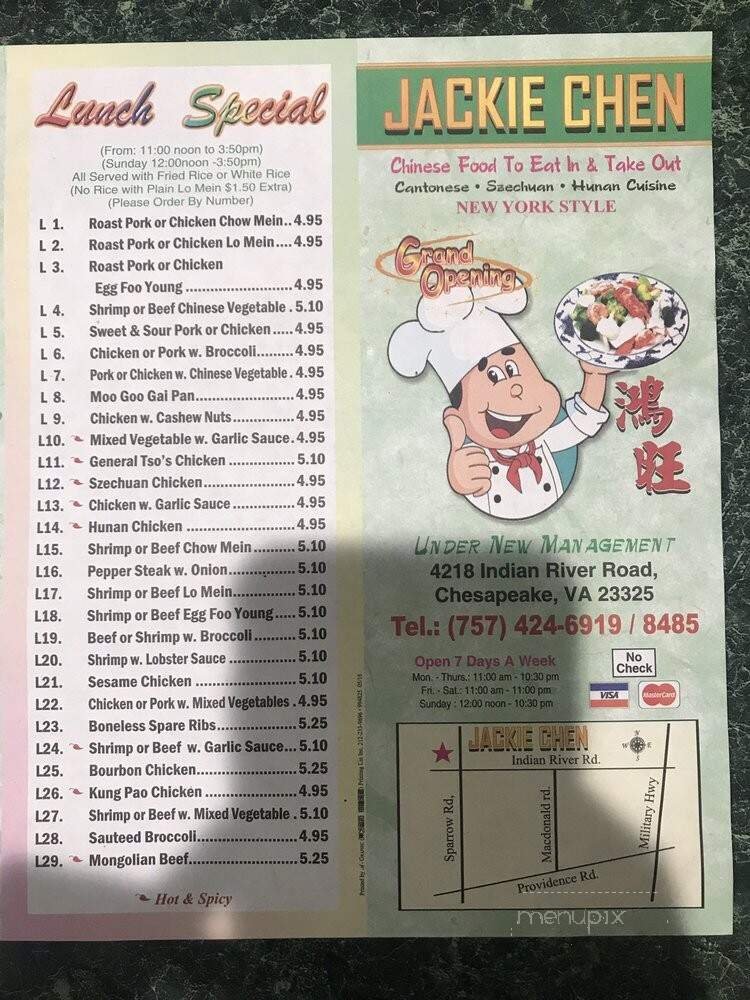 Lunch Special
(From: 11:00 noon to 3:50pm)
(Sunday 12:00noon -3:50pm)
All Served with Fried Rice or White Rice
(No Rice with Plain Lo Mein $1.50 Extra)
(Please Order By Number)
L 1. Roast Pork or Chicken Chow Mein..4.95
L 2. Roast Pork or Chicken Lo Mein....4.95
L 3. Roast Pork or Chicken
Egg Foo Young ........................4.95
L 4. Shrimp or Beef Chinese Vegetable .5.10
L 5. Sweet & Sour Pork or Chicken .....4.95
L 6. Chicken or Pork w. Broccoli.........4.95
L 7. Pork or Chicken w. Chinese Vegetable.4.95
L 8. Moo Goo Gai Pan........................4.95
L 9. Chicken w. Cashew Nuts...............4.95
L10. Mixed Vegetable w. Garlic Sauce.4.95
L11. General Tso's Chicken ................5.10
L12. Szechuan Chicken......................4.95
L13. Chicken w. Garlic Sauce ...............4.95
L14. Hunan Chicken ..........................4.95
L15. Shrimp or Beef Chow Mein ..........5.10
L16. Pepper Steak w. Onion................5.10
L17. Shrimp or Beef Lo Mein...............5.10
L18. Shrimp or Beef Egg Foo Young.....5.10
L19. Beef or Shrimp w. Broccoli...........5.10
L20. Shrimp w. Lobster Sauce ..............5.10
L21. Sesame Chicken ........................5.10
L22. Chicken or Pork w. Mixed Vegetables .4.95
L23. Boneless Spare Ribs...................5.25
L24. Shrimp or Beef w. Garlic Sauce...5.10
L25. Bourbon Chicken.......................5.25
L26. Kung Pao Chicken .....................4.95
L27. Shrimp or Beef w. Mixed Vegetable .5.10
L28. Sauteed Broccoli........................4.95
L29. Mongolian Beef..........................5.25
Hot & Spicy
JACKIE CHEN
Chinese Food To Eat In & Take Out
Cantonese • Szechuan • Hunan Cuisine
NEW YORK STYLE
Grand
Opening
鴻
旺
UNDER NEW MANAGEMENT
4218 Indian River Road,
Chesapeake, VA 23325
Tel.: (757) 424-6919 / 8485
Open 7 Days A Week
Mon. - Thurs.: 11:00 am - 10:30 pm
Fri. - Sat.: 11:00 am - 11:00 pm
Sunday : 12:00 noon - 10:30 pm
No
Check
VISA
MasterCard
JACKIE CHEN
N
W E
S
Indian River Rd.
Sparrow Rd,
Macdonald rd.
Military Hwy
Providence Rd.
menupix